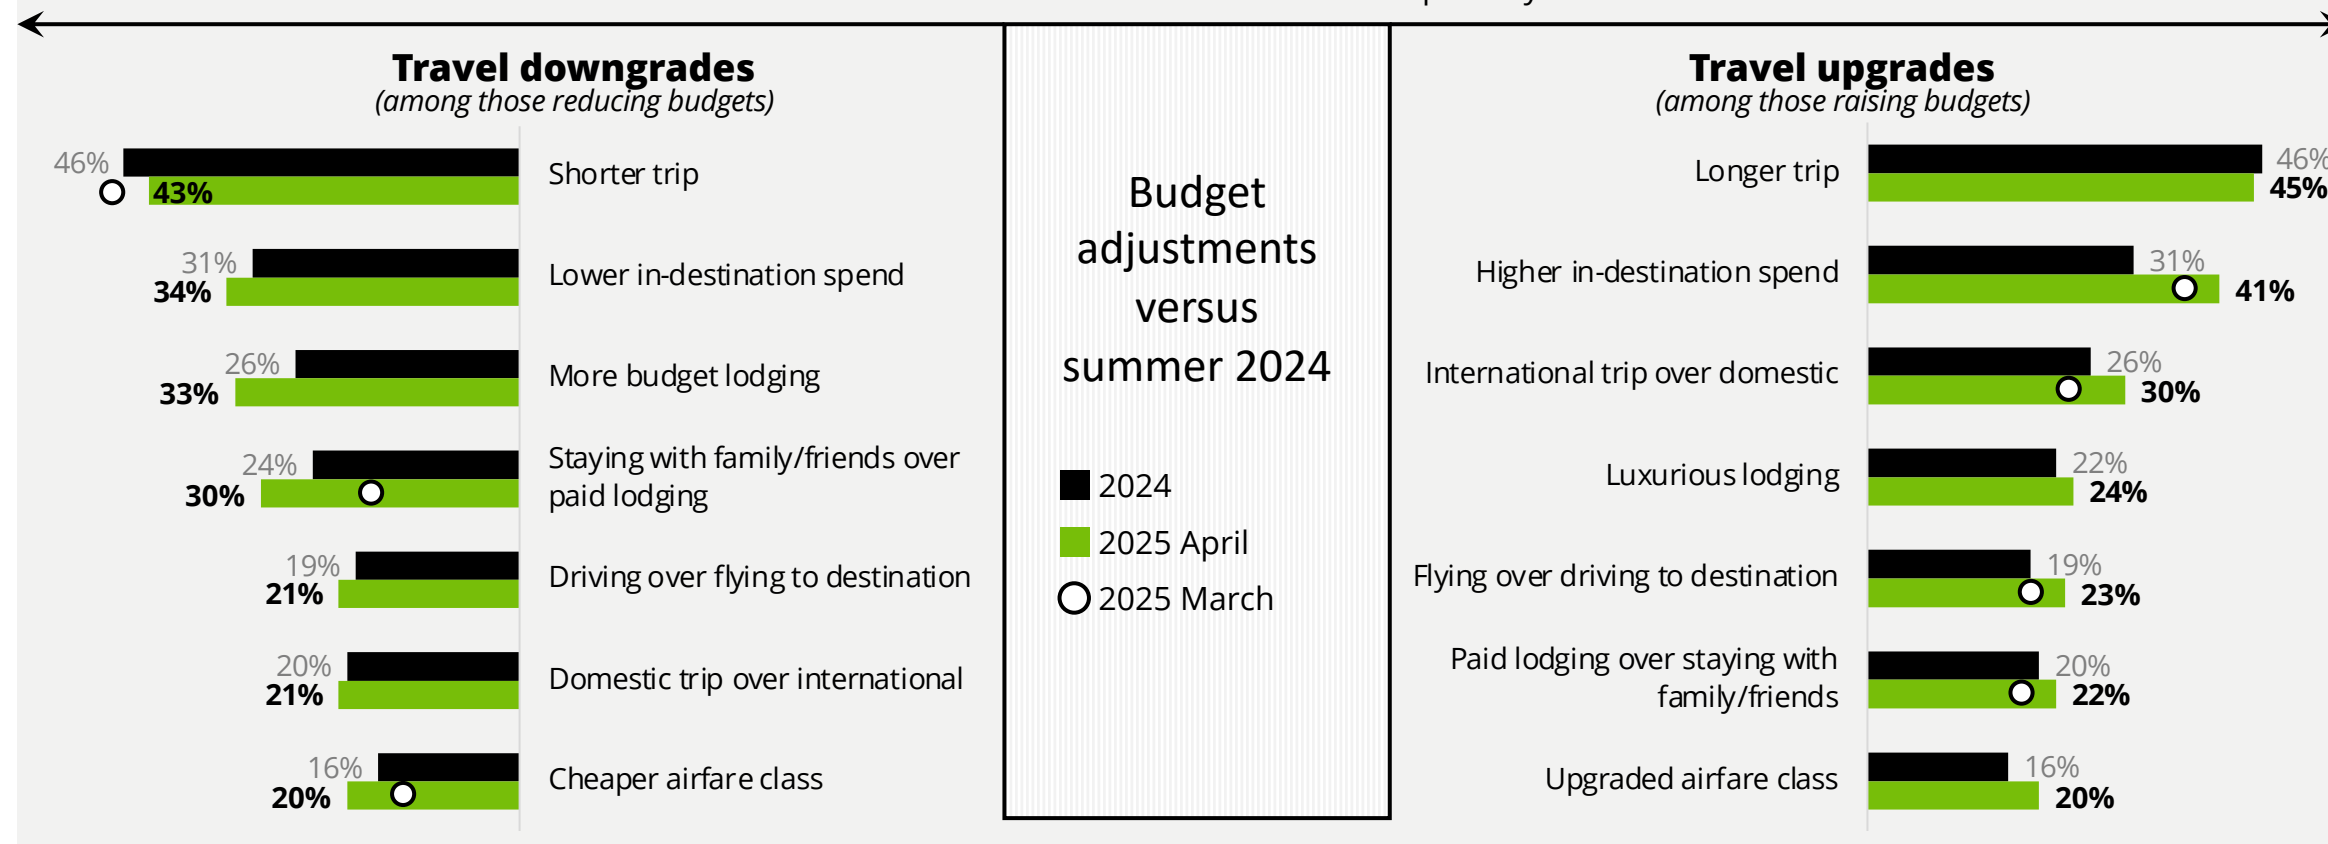 Travel downgrades
(among those reducing budgets)
46%
43%
Shorter trip
31%
34%
Lower in-destination spend
26%
33%
More budget lodging
24%
30%
Staying with family/friends over
paid lodging
19%
21%
Driving over flying to destination
20%
21%
Domestic trip over international
16%
20%
Cheaper airfare class
Budget
adjustments
versus
summer 2024
2024
2025 April
2025 March
Travel upgrades
(among those raising budgets)
Longer trip
46%
45%
Higher in-destination spend
31%
41%
International trip over domestic
26%
30%
Luxurious lodging
22%
24%
Flying over driving to destination
19%
23%
Paid lodging over staying with
family/friends
20%
22%
Upgraded airfare class
16%
20%